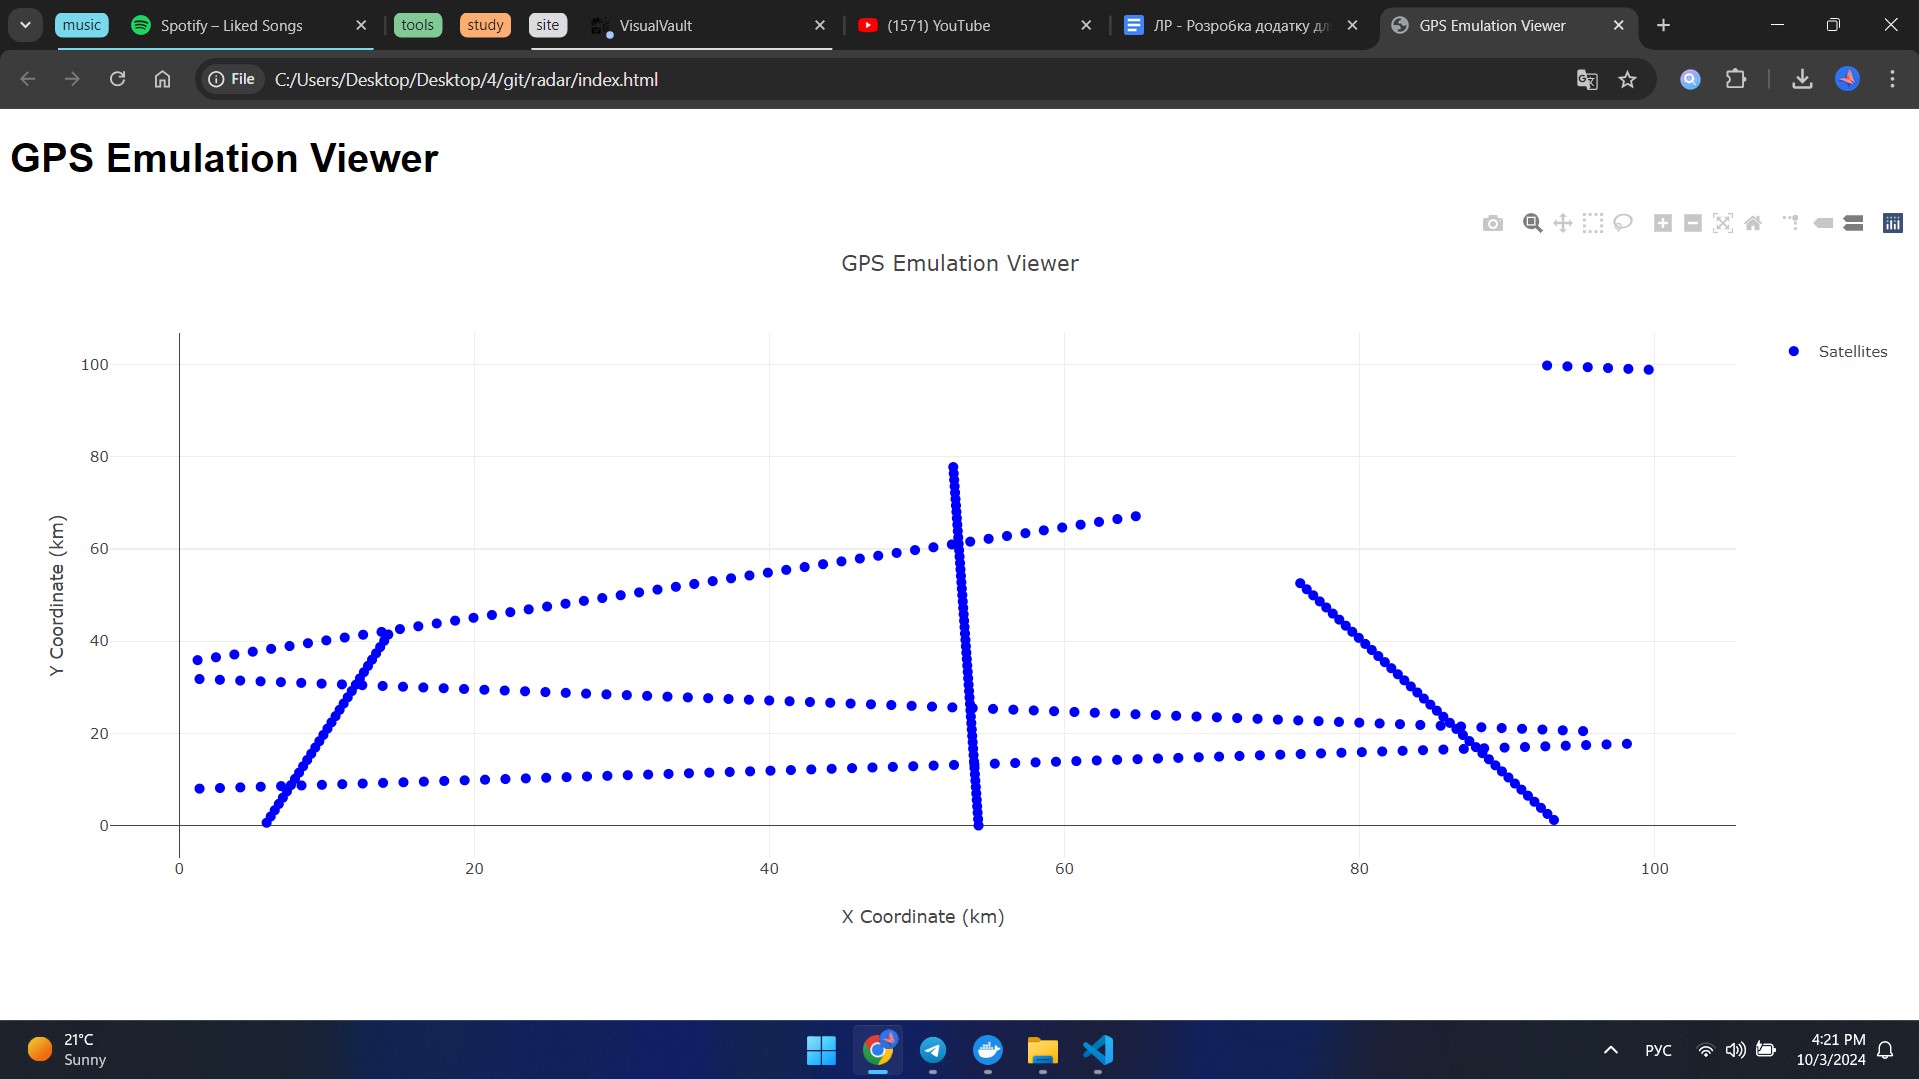 music
Spotify – Liked Songs
tools
study
site
VisualVault
(1571) YouTube
ЛР - Розробка додатку дл
GPS Emulation Viewer
File
C:/Users/Desktop/Desktop/4/git/radar/index.html
GPS Emulation Viewer
GPS Emulation Viewer
Satellites
100
80
60
40
20
0
Y Coordinate (km)
0
20
40
60
80
100
X Coordinate (km)
21°C
Sunny
РУС
4:21 PM
10/3/2024